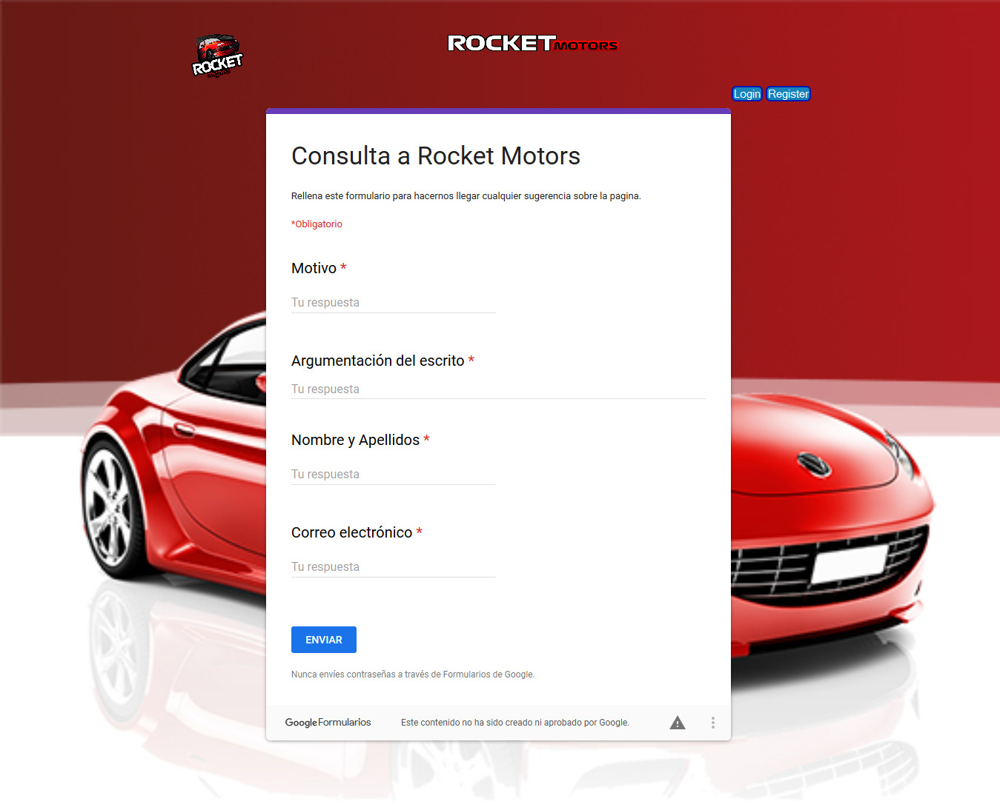 ROCKET
ROCKET MOTORS
Login Register
Consulta a Rocket Motors
Rellena este formulario para hacernos llegar cualquier sugerencia sobre la pagina.
*Obligatorio
Motivo *
Tu respuesta
Argumentación del escrito *
Tu respuesta
Nombre y Apellidos *
Tu respuesta
Correo electrónico *
Tu respuesta
ENVIAR
Nunca envíes contraseñas a través de Formularios de Google.
Google Formularios Este contenido no ha sido creado ni aprobado por Google.